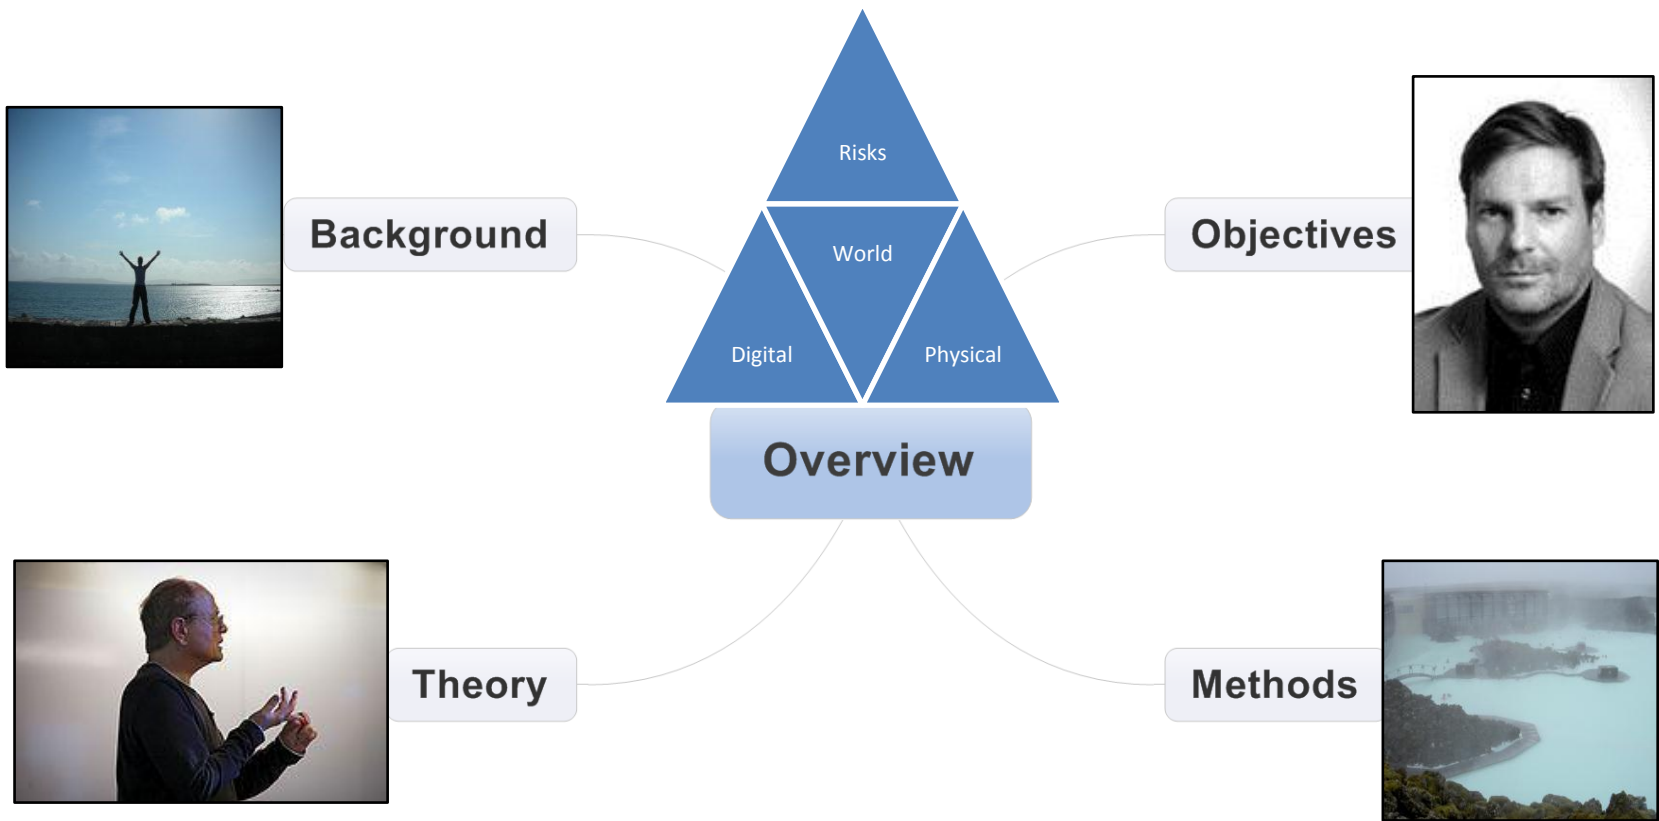 Risks
Background
World
Objectives
Digital
Physical
Overview
Theory
Methods